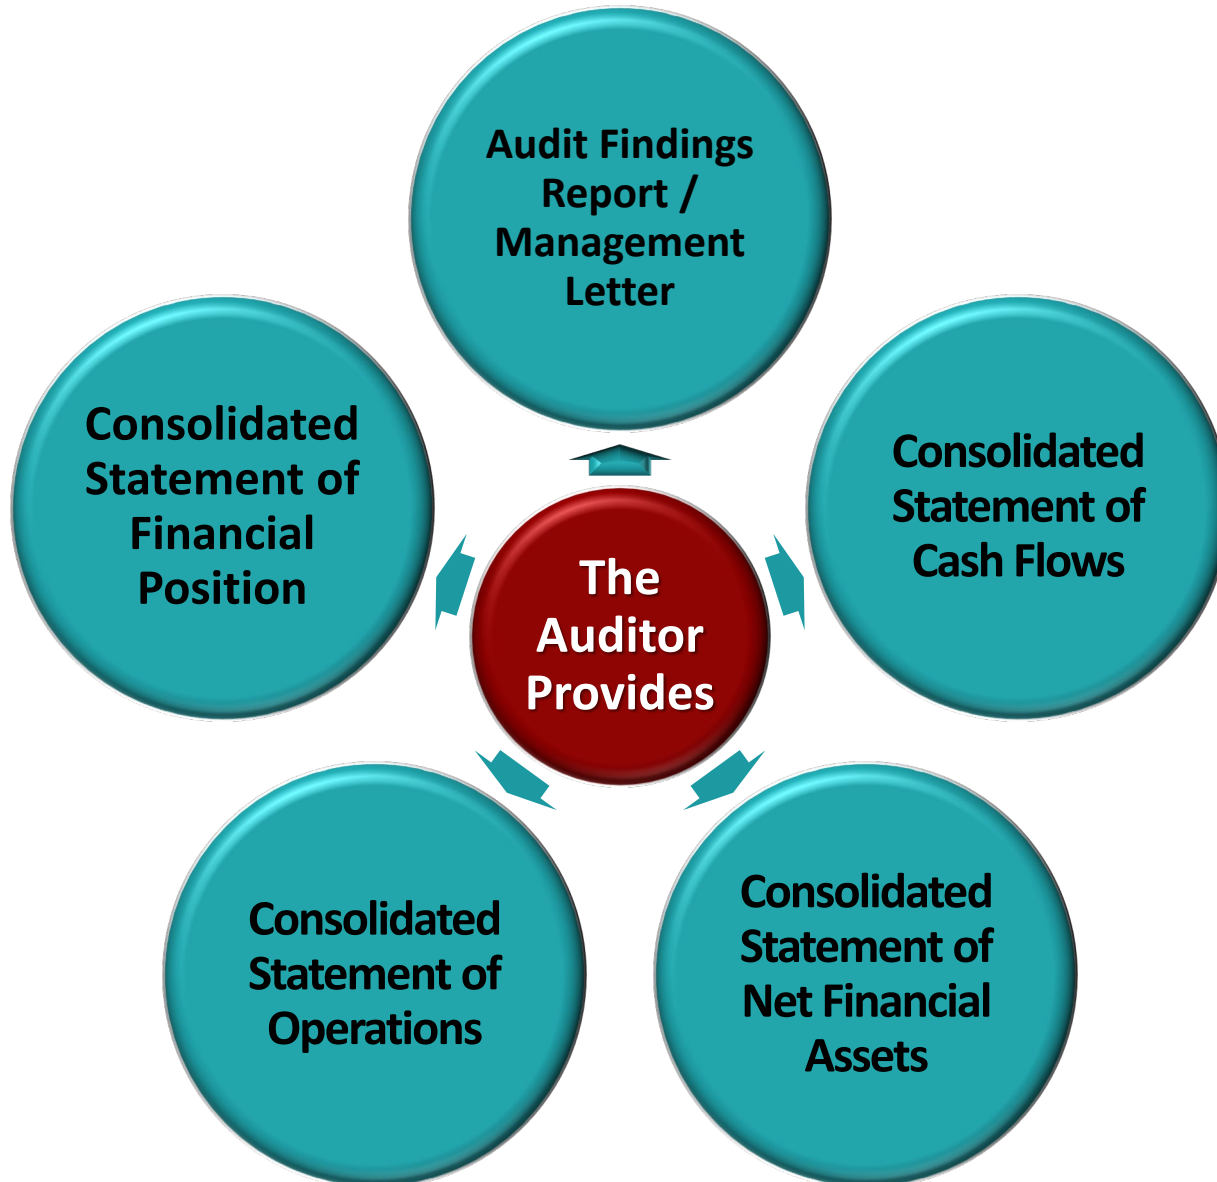 Audit Findings
Report /
Management
Letter
Consolidated
Statement of
Financial
Position
Consolidated
Statement of
Cash Flows
The
Auditor
Provides
Consolidated
Statement of
Operations
Consolidated
Statement of
Net Financial
Assets